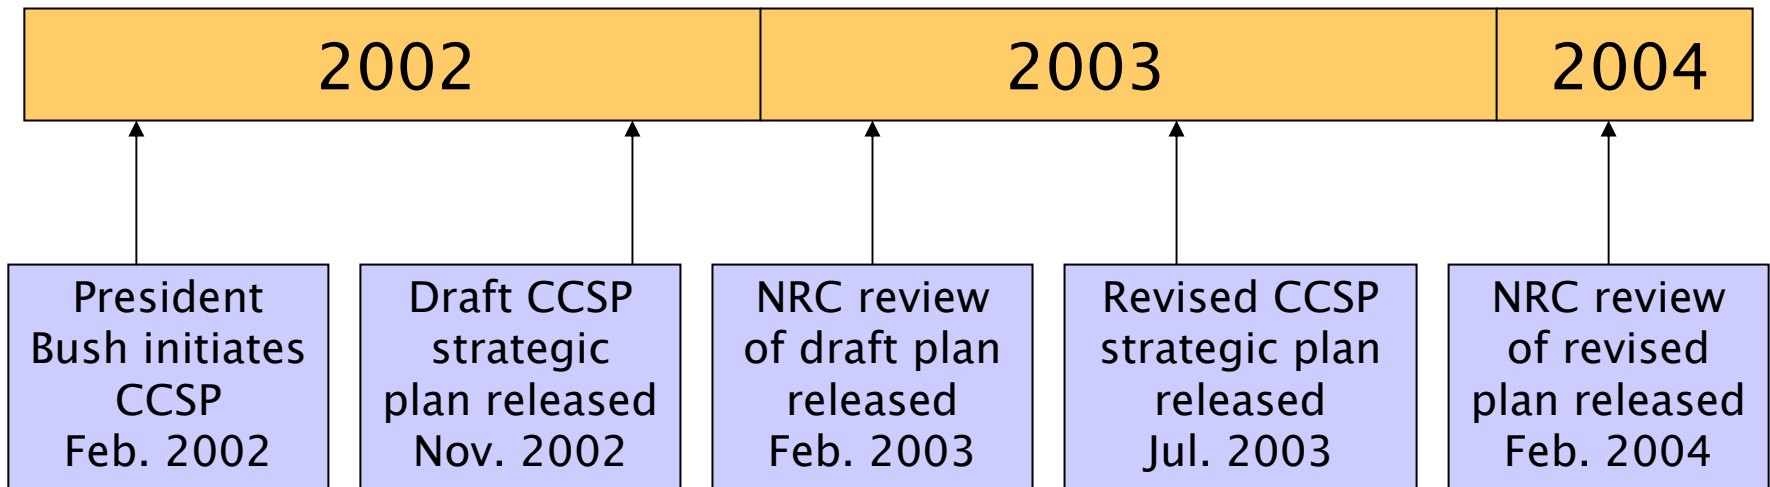 2002
2003
2004
President
Bush initiates
CCSP
Feb. 2002
Draft CCSP
strategic
plan released
Nov. 2002
NRC review
of draft plan
released
Feb. 2003
Revised CCSP
strategic plan
released
Jul. 2003
NRC review
of revised
plan released
Feb. 2004